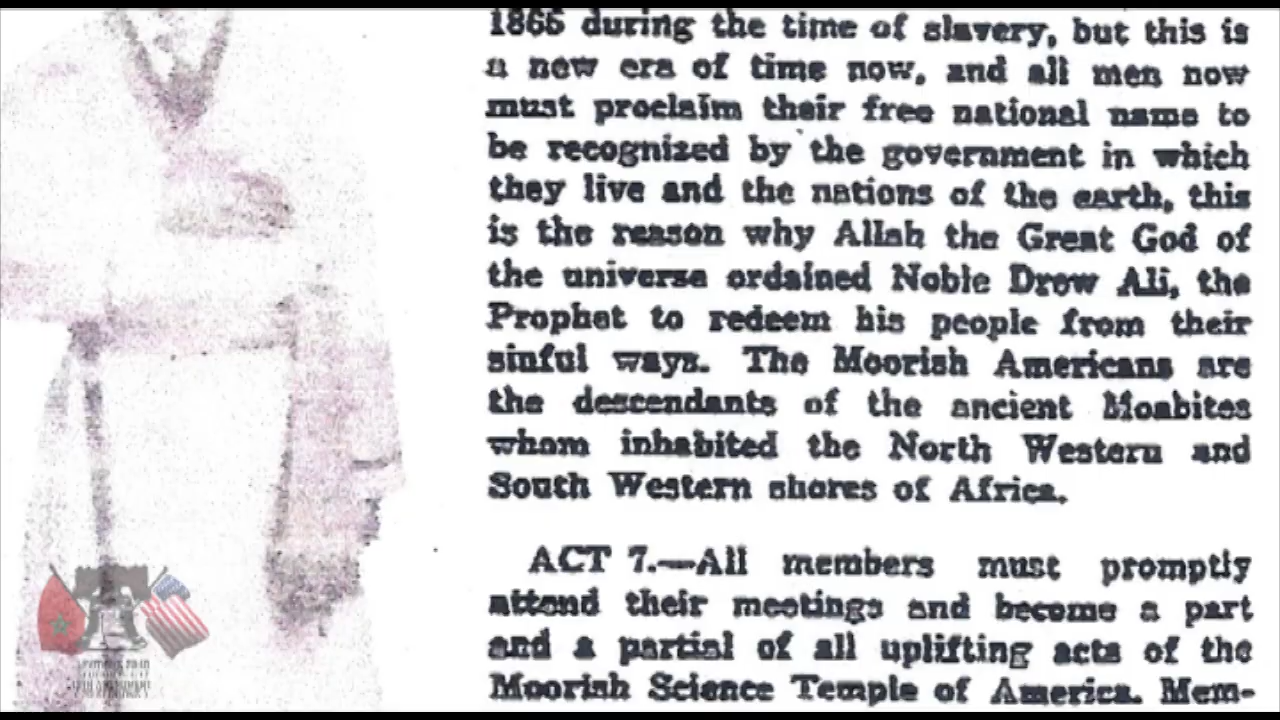 1866 during the time of slavery, but this is
a new era of time now, and all men now
must proclaim their free national name to
be recognized by the government in which
they live and the nations of the earth, this
is the reason why Allah the Great God of
the universe ordained Noble Drew Ali, the
Prophet to redeem his people from their
sinful ways. The Moorish Americans are
the descendants of the ancient Moabites
whom inhabited the North Western and
South Western shores of Africa.
ACT 7.—All members must promptly
attend their meetings and become a part
and a partial of all uplifting acts of the
Moorish Science Temple of America. Mem-